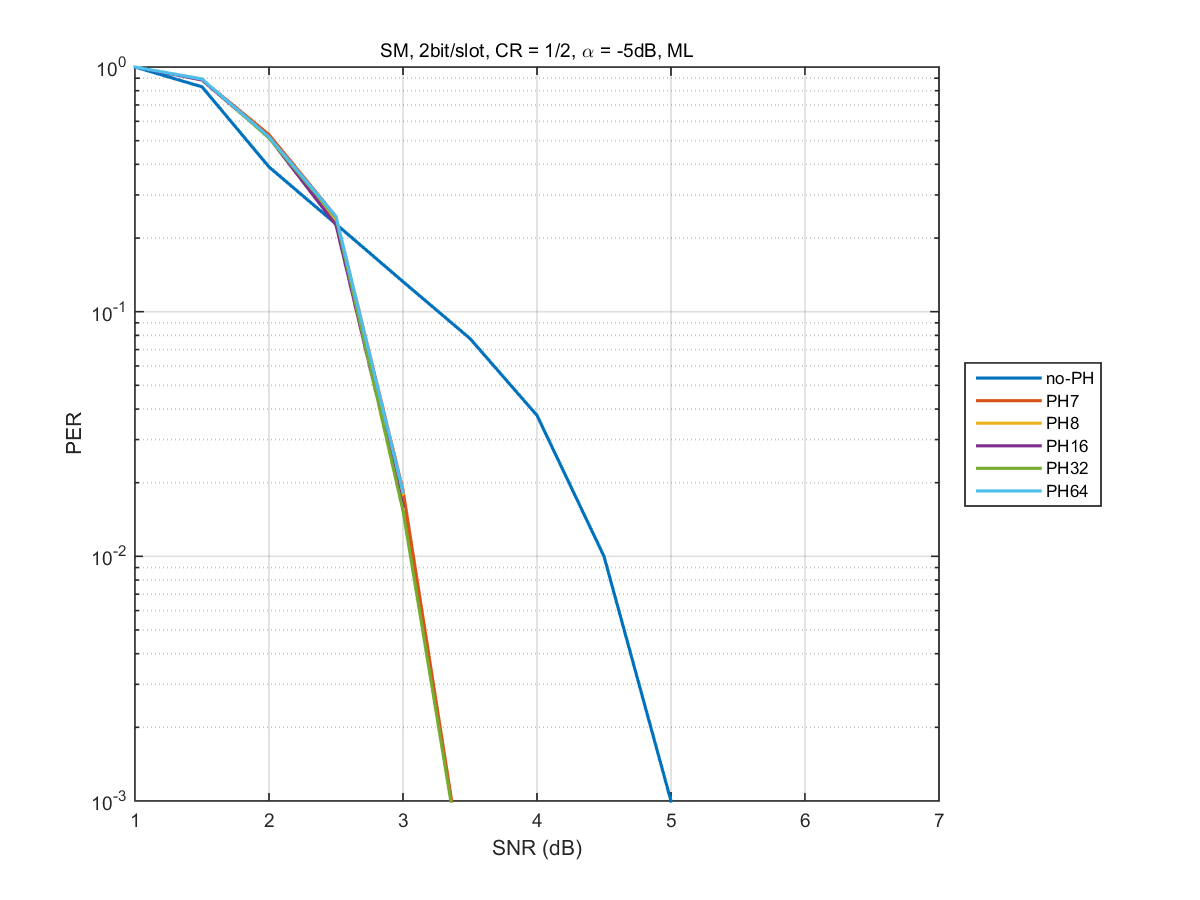 SM, 2bit/slot, CR = 1/2, α = -5dB, ML
10^0
10^-1
10^-2
10^-3
PER
1 2 3 4 5 6 7
SNR (dB)
no-PH
PH7
PH8
PH16
PH32
PH64